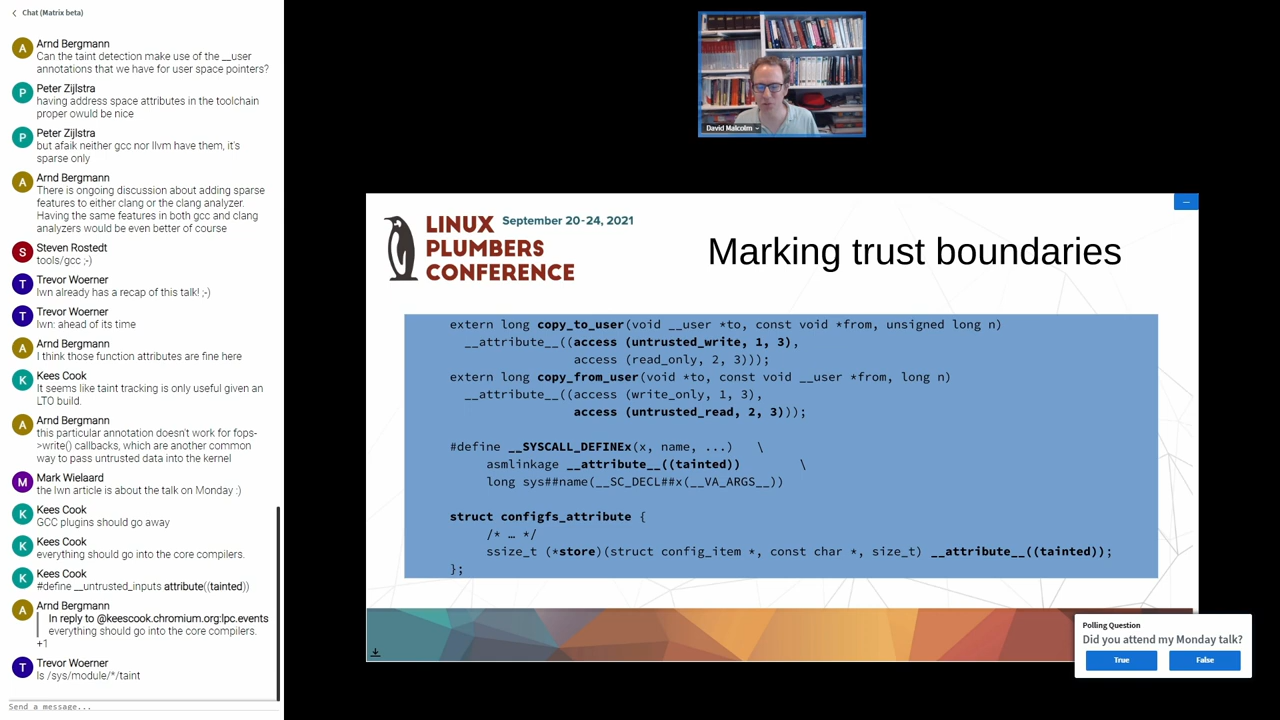 Chat (Matrix beta)
A
Arnd Bergmann
Can the taint detection make use of the __user
annotations that we have for user space pointers?
P
Peter Zijlstra
having address space attributes in the toolchain
proper owuld be nice
P
Peter Zijlstra
but afaik neither gcc nor llvm have them, it's
sparse only
A
Arnd Bergmann
There is ongoing discussion about adding sparse
features to either clang or the clang analyzer.
Having the same features in both gcc and clang
analyzers would be even better of course
S
Steven Rostedt
tools/gcc ;-)
T
Trevor Woerner
lwn already has a recap of this talk! ;-)
T
Trevor Woerner
lwn: ahead of its time
A
Arnd Bergmann
I think those function attributes are fine here
K
Kees Cook
It seems like taint tracking is only useful given an
LTO build.
A
Arnd Bergmann
this particular annotation doesn't work for fops-
>write() callbacks, which are another common
way to pass untrusted data into the kernel
M
Mark Wielaard
the lwn article is about the talk on Monday :)
K
Kees Cook
GCC plugins should go away
K
Kees Cook
everything should go into the core compilers.
K
Kees Cook
#define __untrusted_inputs attribute((tainted))
A
Arnd Bergmann
In reply to @keescook.chromium.org:lpc.events
everything should go into the core compilers.
+1
T
Trevor Woerner
ls /sys/module/*/taint
Send a message...
David Malcolm
LINUX
PLUMBERS
CONFERENCE
September 20-24, 2021
Marking trust boundaries
extern long copy_to_user(void __user *to, const void *from, unsigned long n)
__attribute__((access (untrusted_write, 1, 3),
access (read_only, 2, 3)));
extern long copy_from_user(void *to, const void __user *from, long n)
__attribute__((access (write_only, 1, 3),
access (untrusted_read, 2, 3)));
#define __SYSCALL_DEFINEx(x, name, ...) \
asmlinkage __attribute__((tainted)) \
long sys##name(__SC_DECL##x(__VA_ARGS__))
struct configfs_attribute {
/* … */
ssize_t (*store)(struct config_item *, const char *, size_t) __attribute__((tainted));
};
Polling Question
Did you attend my Monday talk?
True
False